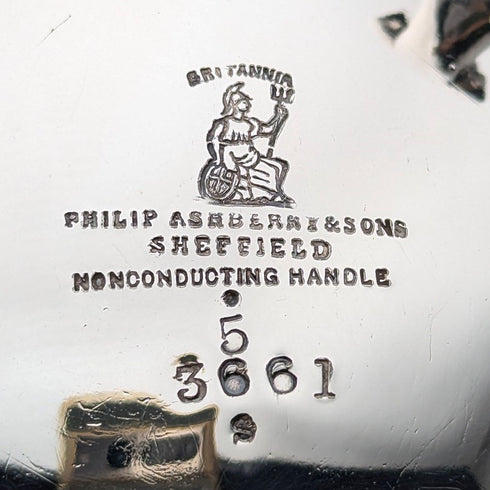 BRITANNIA
PHILIP ASHBERRY & SONS
SHEFFIELD
NONCONDUCTING HANDLE
5
3661
S